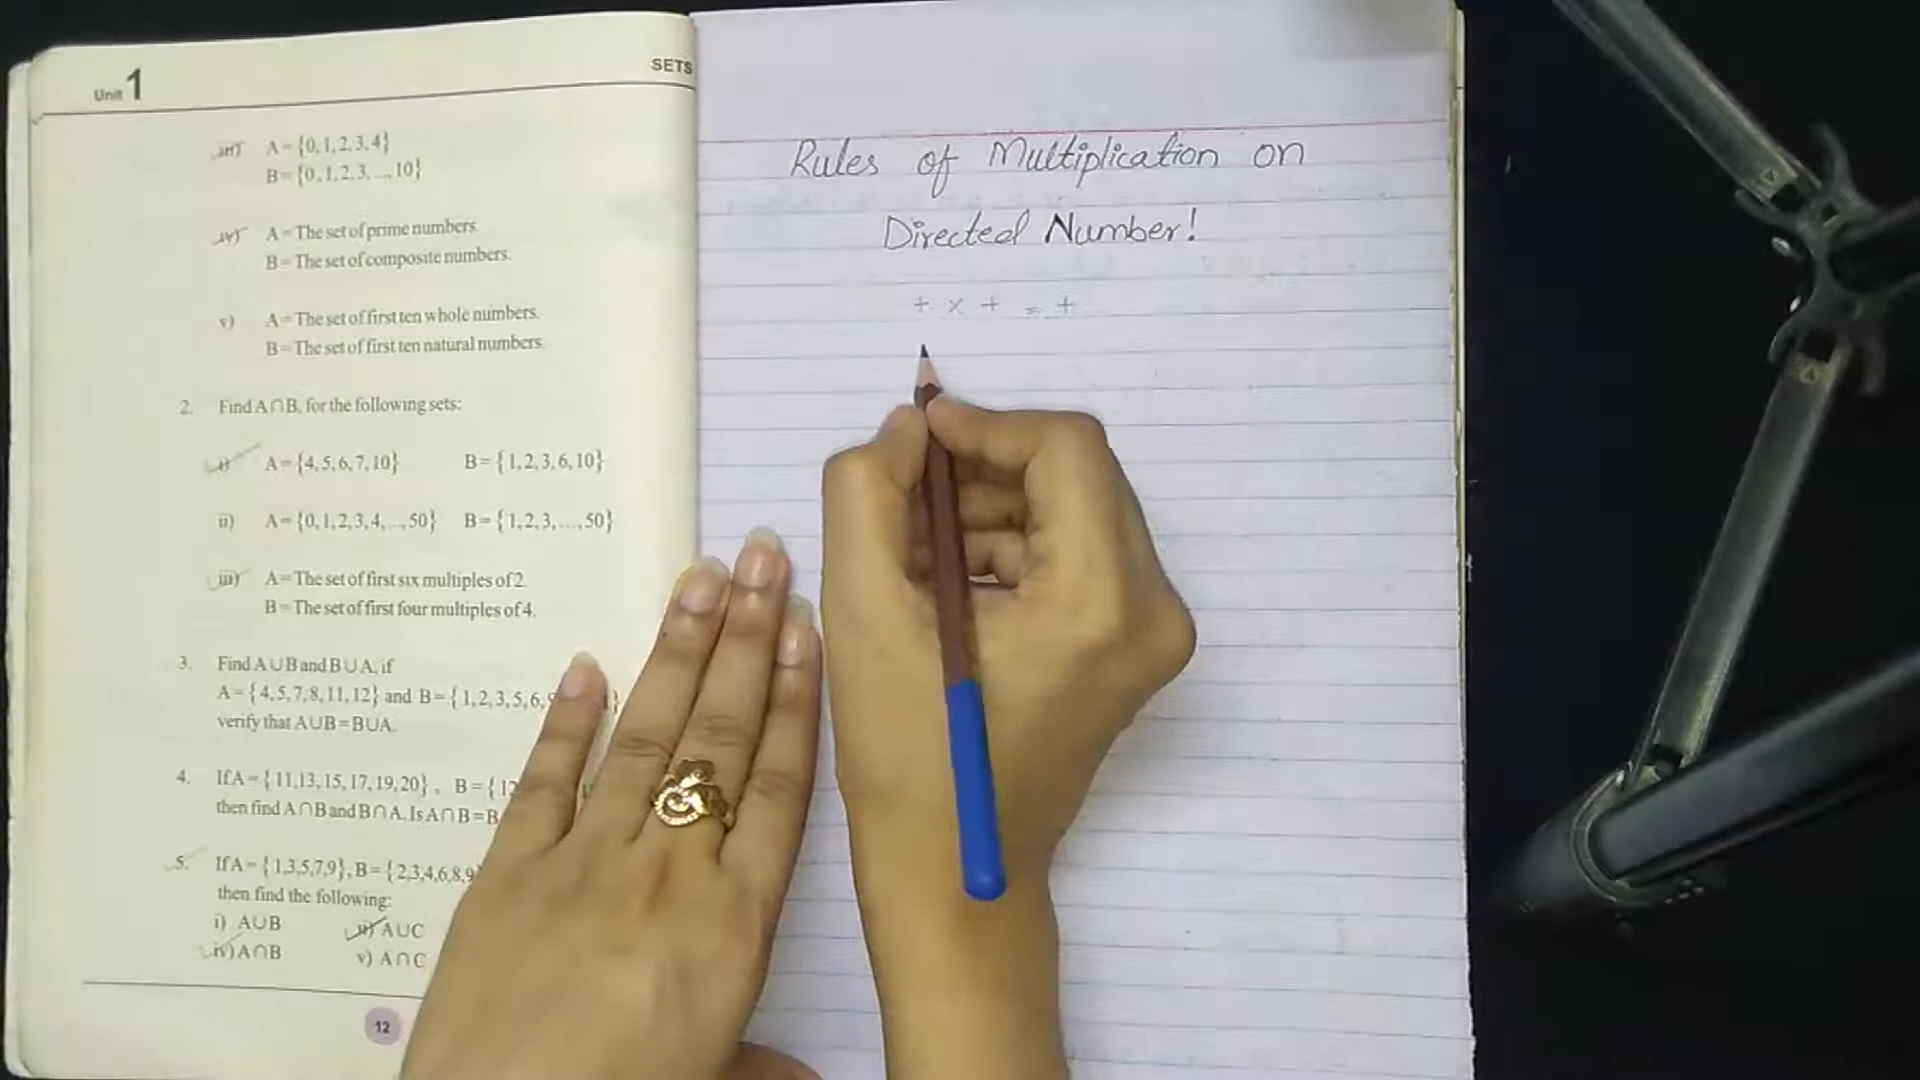 Unit 1
SETS
iii) A = {0, 1, 2, 3, 4}
B = {0, 1, 2, 3, ..., 10}
iv) A = The set of prime numbers.
B = The set of composite numbers.
v) A = The set of first ten whole numbers.
B = The set of first ten natural numbers.
2. Find A∩B, for the following sets:
i) A = {4, 5, 6, 7, 10} B = {1, 2, 3, 6, 10}
ii) A = {0, 1, 2, 3, 4, ..., 50} B = {1, 2, 3, ..., 50}
iii) A = The set of first six multiples of 2.
B = The set of first four multiples of 4.
3. Find A∪B and B∪A, if
A = {4, 5, 7, 8, 11, 12} and B = {1, 2, 3, 5, 6,
verify that A∪B = B∪A.
4. If A = {11, 13, 15, 17, 19, 20}, B = {
then find A∩B and B∩A. Is A∩B = B
5. If A = {1,3,5,7,9}, B = {2,3,4,6,8,9
then find the following:
i) A∪B ii) A∪C
iv) A∩B v) A∩C
12
Rules of Multiplication on
Directed Number!
+ × + = +